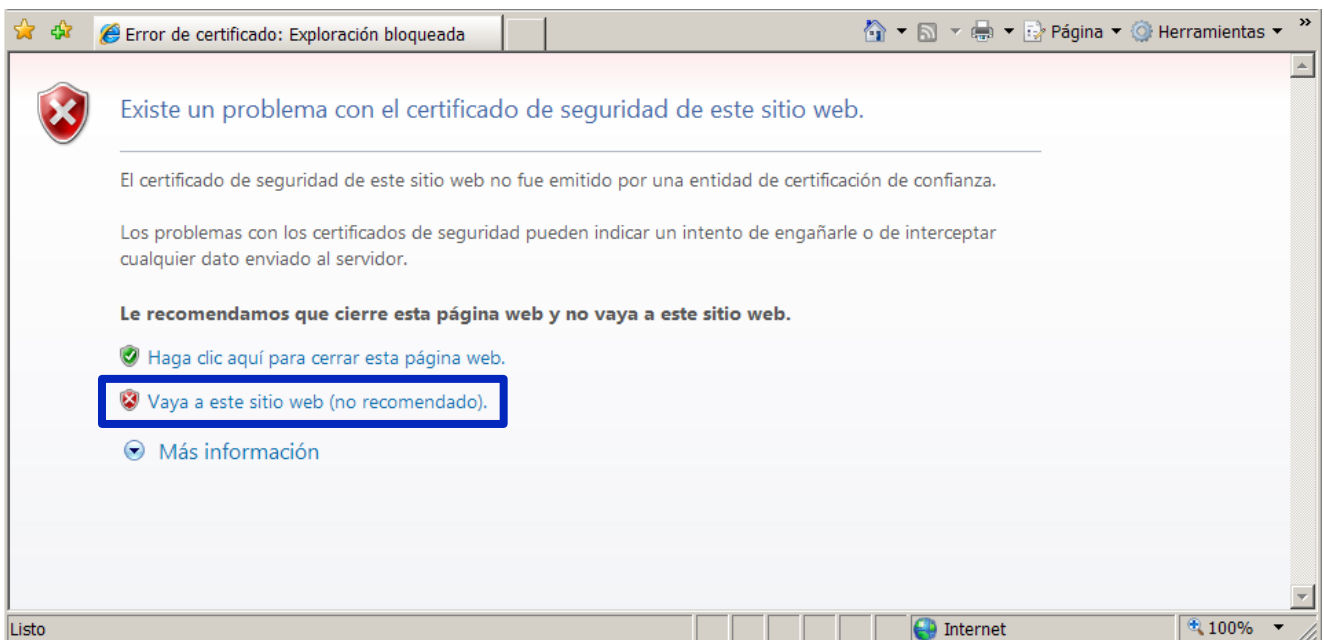 Error de certificado: Exploración bloqueada
Página
Herramientas
»
Existe un problema con el certificado de seguridad de este sitio web.
El certificado de seguridad de este sitio web no fue emitido por una entidad de certificación de confianza.
Los problemas con los certificados de seguridad pueden indicar un intento de engañarle o de interceptar
cualquier dato enviado al servidor.
Le recomendamos que cierre esta página web y no vaya a este sitio web.
Haga clic aquí para cerrar esta página web.
Vaya a este sitio web (no recomendado).
Más información
Listo
Internet
100%